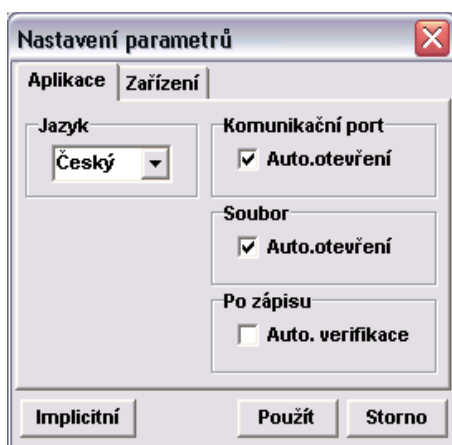 Nastavení parametrů
Aplikace Zařízení
Jazyk
Český
Komunikační port
Auto.otevření
Soubor
Auto.otevření
Po zápisu
Auto. verifikace
Implicitní Použít Storno